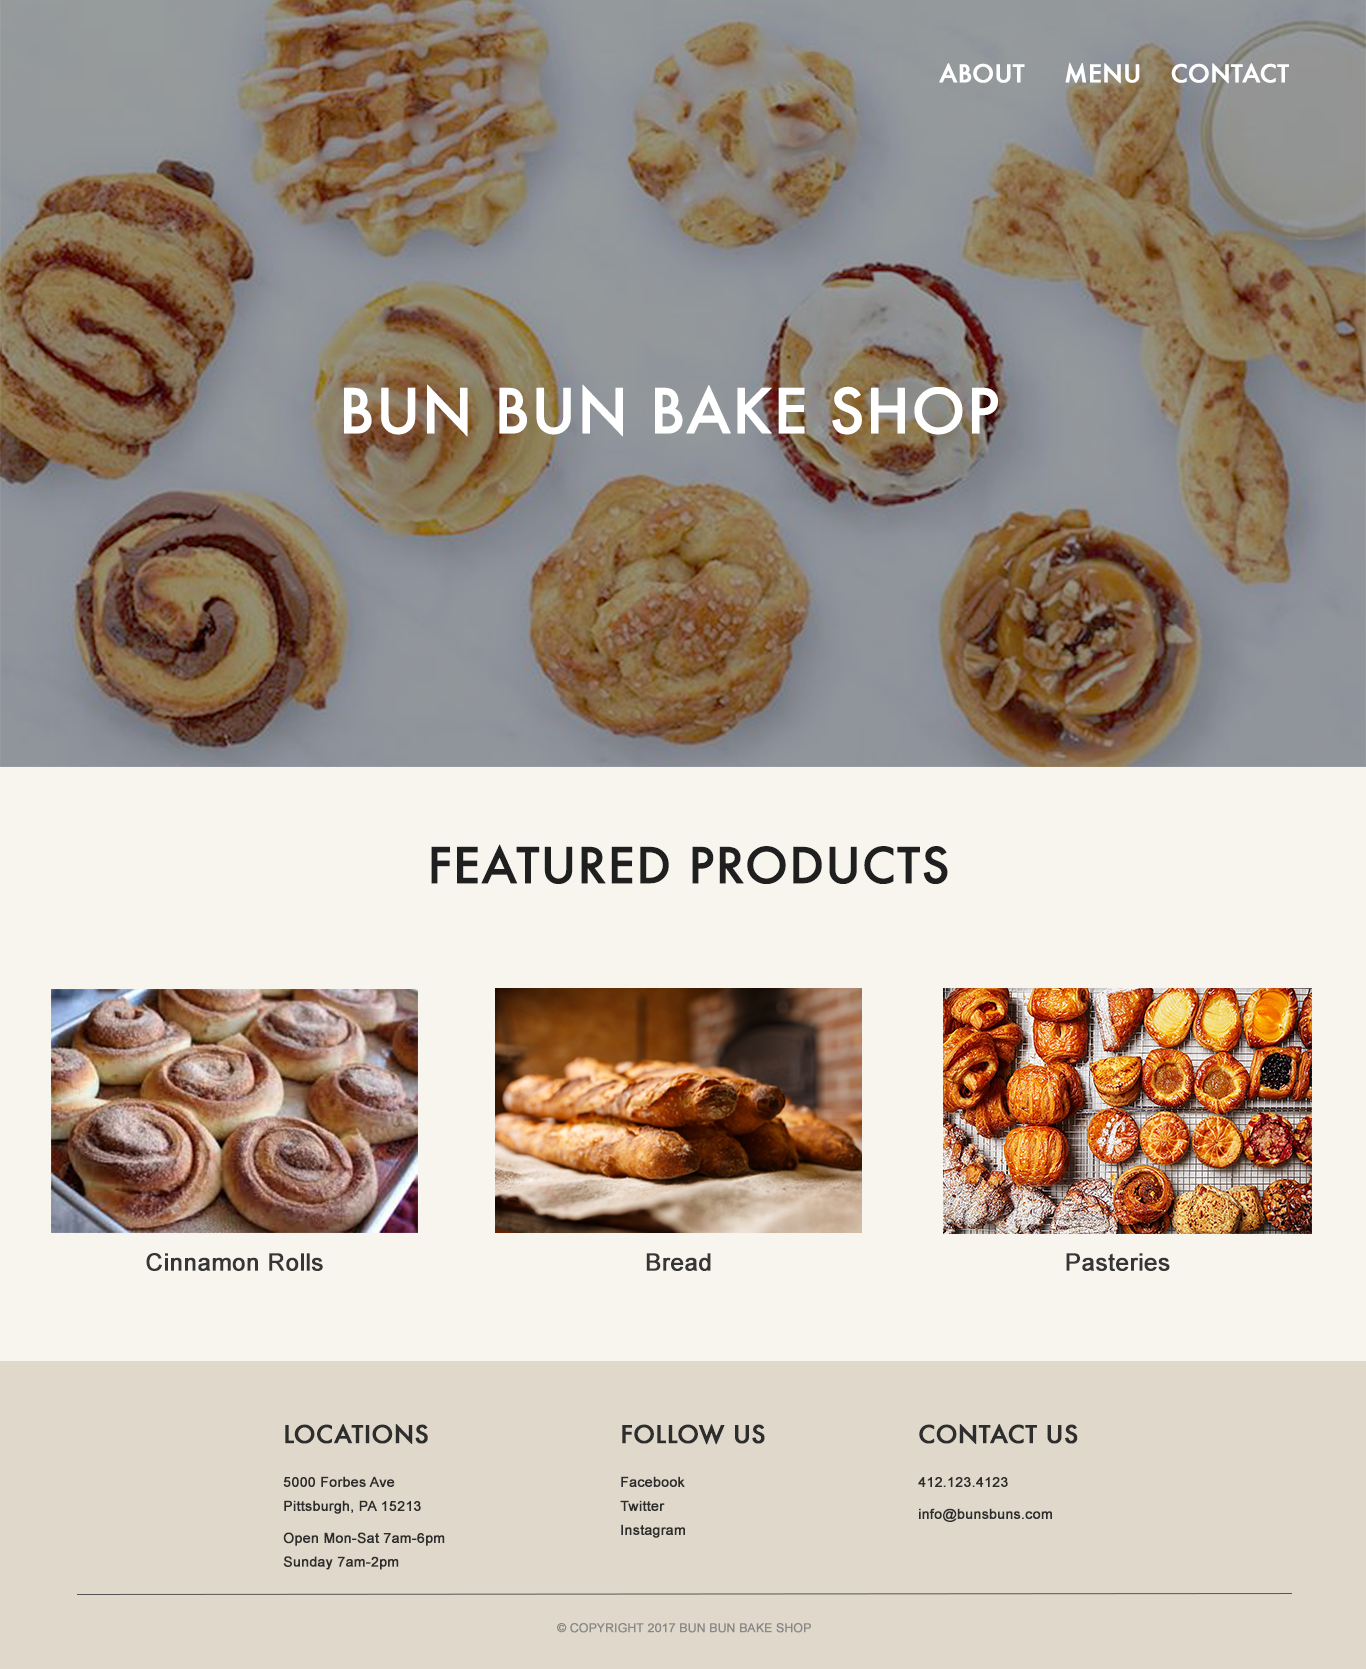 ABOUT MENU CONTACT
BUN BUN BAKE SHOP
FEATURED PRODUCTS
Cinnamon Rolls
Bread
Pasteries
LOCATIONS
5000 Forbes Ave
Pittsburgh, PA 15213
Open Mon-Sat 7am-6pm
Sunday 7am-2pm
FOLLOW US
Facebook
Twitter
Instagram
CONTACT US
412.123.4123
info@bunsbuns.com
© COPYRIGHT 2017 BUN BUN BAKE SHOP